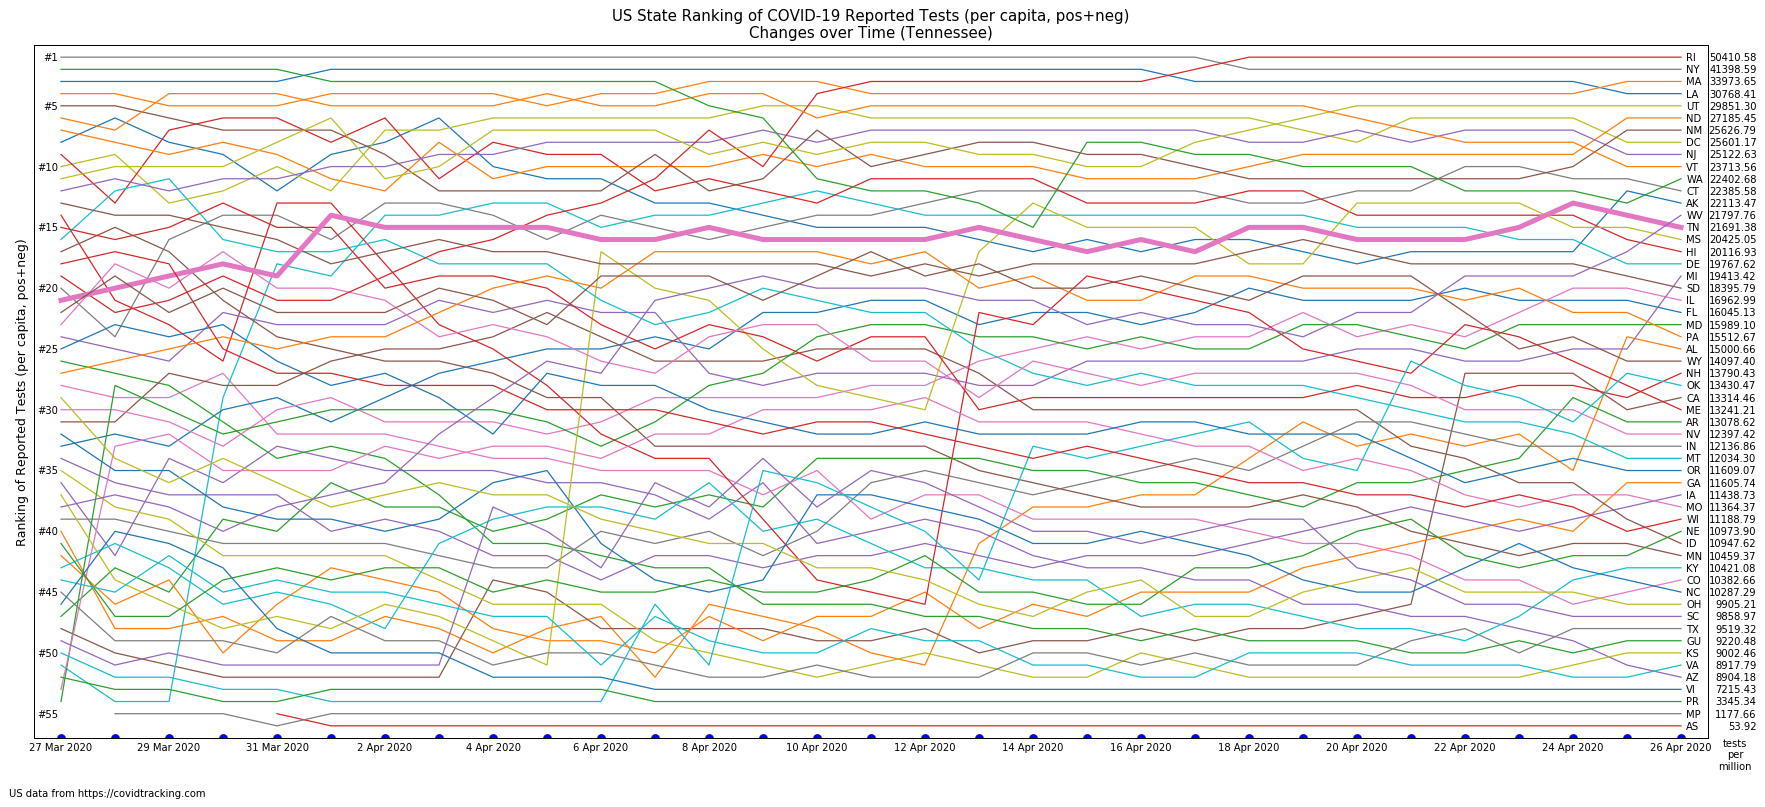 US State Ranking of COVID-19 Reported Tests (per capita, pos+neg)
Changes over Time (Tennessee)
Ranking of Reported Tests (per capita, pos+neg)
#1
#5
#10
#15
#20
#25
#30
#35
#40
#45
#50
#55
RI 50410.58
NY 41398.59
MA 33973.65
LA 30768.41
UT 29851.30
ND 27185.45
NM 25626.79
DC 25601.17
NJ 25122.63
VT 23713.56
WA 22402.68
CT 22385.58
AK 22113.47
WV 21797.76
TN 21691.38
MS 20425.05
HI 20116.93
DE 19767.62
MI 19413.42
SD 18395.79
IL 16962.99
FL 16045.13
MD 15989.10
PA 15512.67
AL 15000.66
WY 14097.40
NH 13790.43
OK 13430.47
CA 13314.46
ME 13241.21
AR 13078.62
NV 12397.42
IN 12136.86
MT 12034.30
OR 11609.07
GA 11605.74
IA 11438.73
MO 11364.37
WI 11188.79
NE 10973.90
ID 10947.62
MN 10459.37
KY 10421.08
CO 10382.66
NC 10287.29
OH 9905.21
SC 9858.97
TX 9519.32
GU 9220.48
KS 9002.46
VA 8917.79
AZ 8904.18
VI 7215.43
PR 3345.34
MP 1177.66
AS 53.92
27 Mar 2020 29 Mar 2020 31 Mar 2020 2 Apr 2020 4 Apr 2020 6 Apr 2020 8 Apr 2020 10 Apr 2020 12 Apr 2020 14 Apr 2020 16 Apr 2020 18 Apr 2020 20 Apr 2020 22 Apr 2020 24 Apr 2020 26 Apr 2020
tests
per
million
US data from https://covidtracking.com